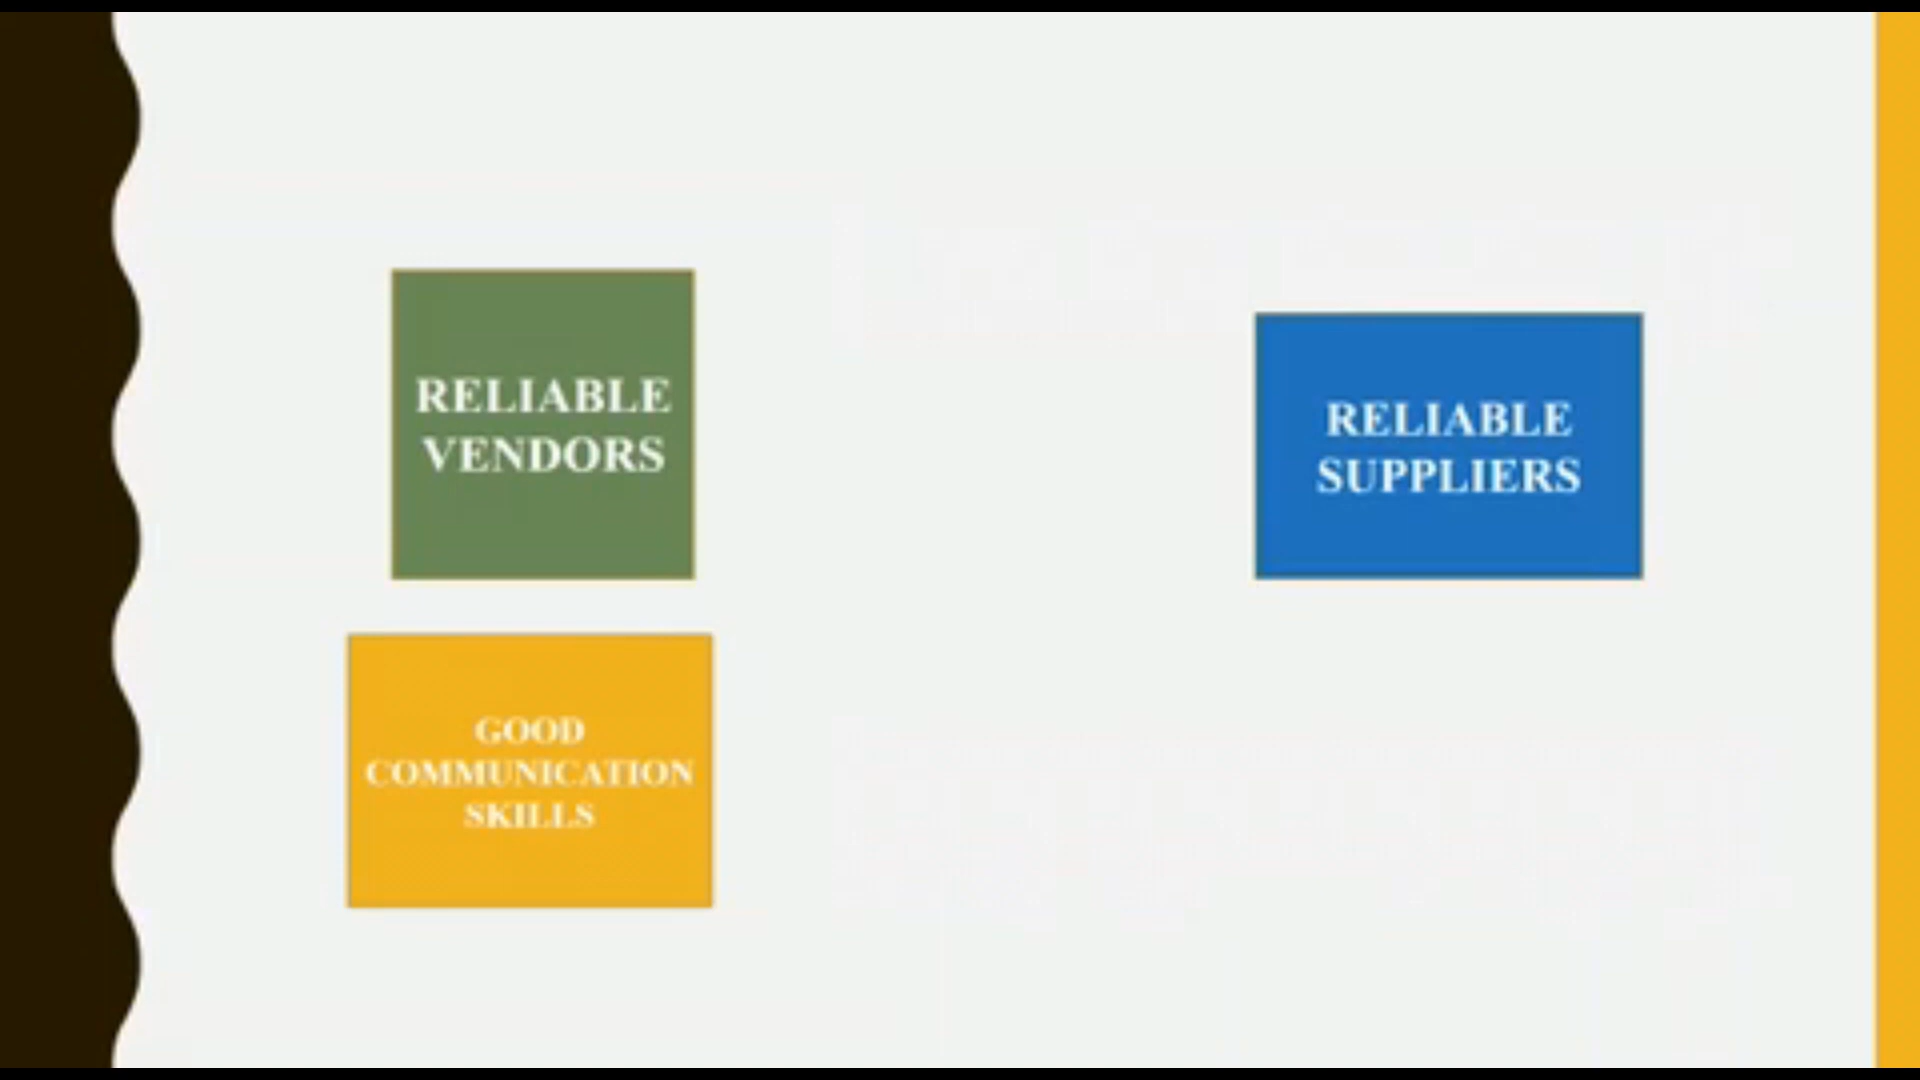 RELIABLE
VENDORS
RELIABLE
SUPPLIERS
GOOD
COMMUNICATION
SKILLS